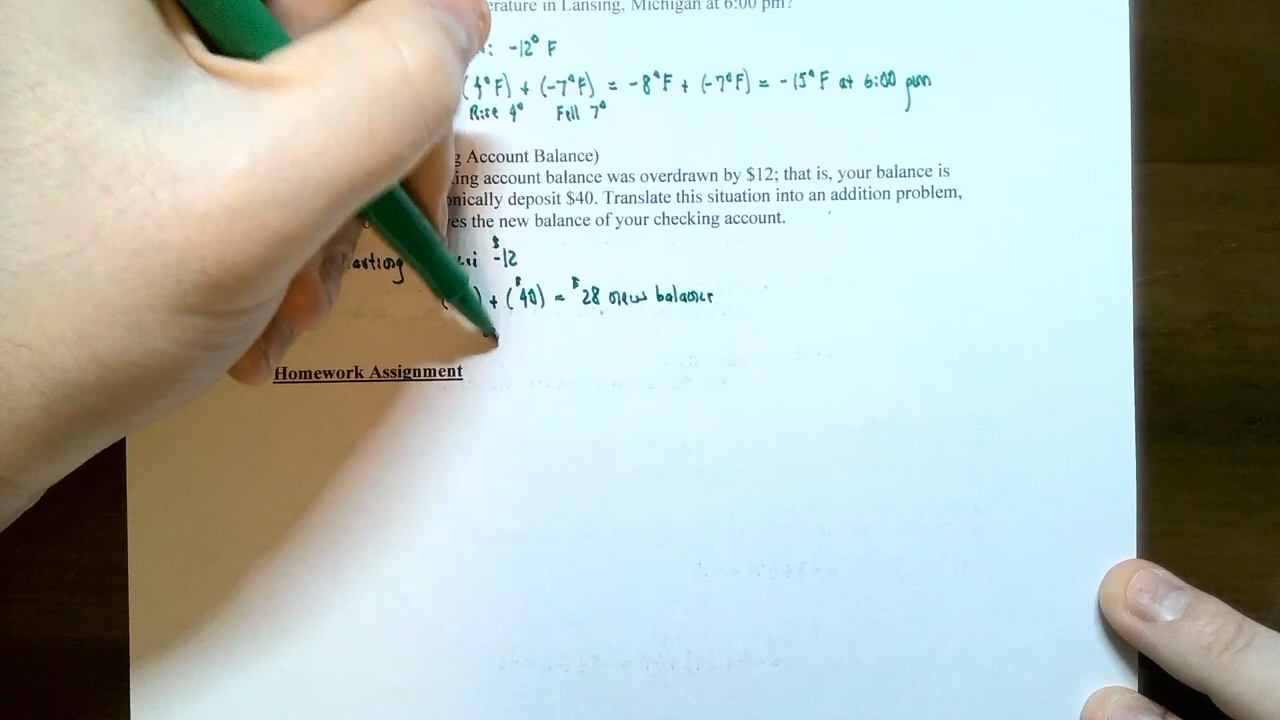 erature in Lansing, Michigan at 6:00 pm?
: -12° F
(4°F) + (-7°F) = -8°F + (-7°F) = -15°F at 6:00 pm
Rise 4° Fell 7°
g Account Balance)
ing account balance was overdrawn by $12; that is, your balance is
onically deposit $40. Translate this situation into an addition problem,
es the new balance of your checking account.
arting $-12
) + ($40) = $28 new balance
Homework Assignment